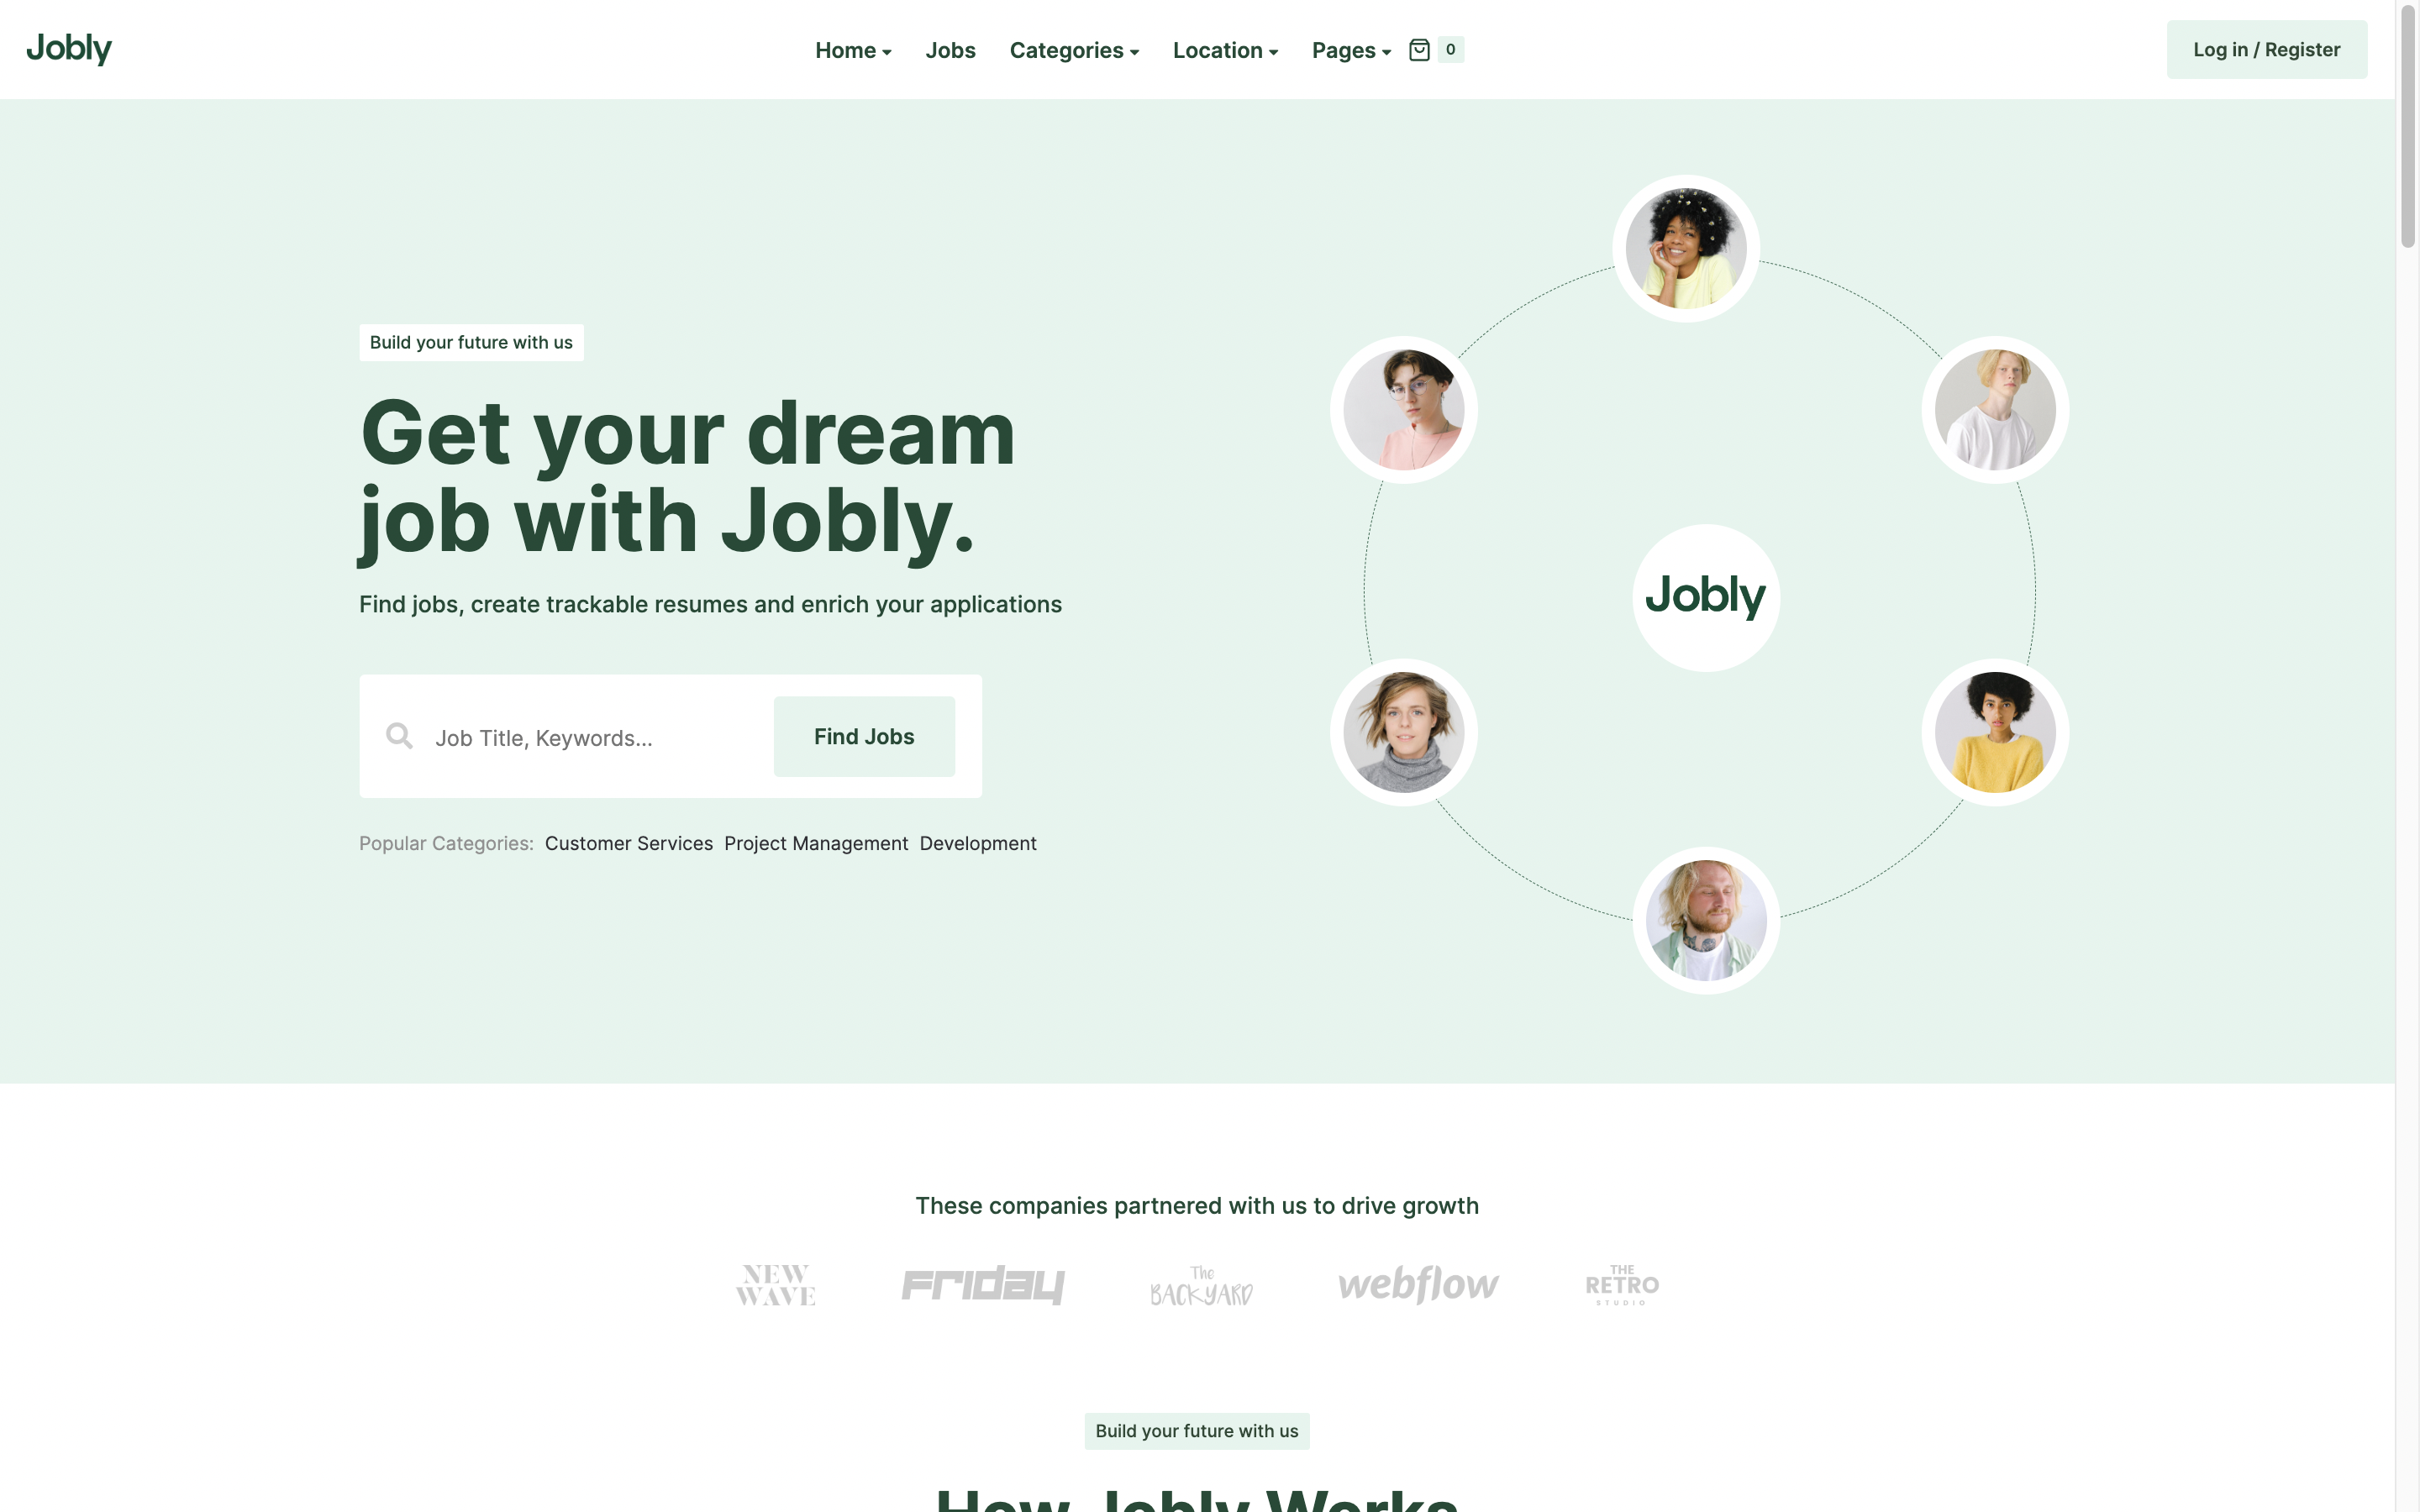 Jobly
Home
Jobs
Categories
Location
Pages
0
Log in / Register
Build your future with us
Get your dream
job with Jobly.
Find jobs, create trackable resumes and enrich your applications
Job Title, Keywords...
Find Jobs
Popular Categories: Customer Services Project Management Development
Jobly
These companies partnered with us to drive growth
NEW
WAVE
FRIDAY
The
BACKYARD
webflow
THE
RETRO
STUDIO
Build your future with us
How Jobly Works